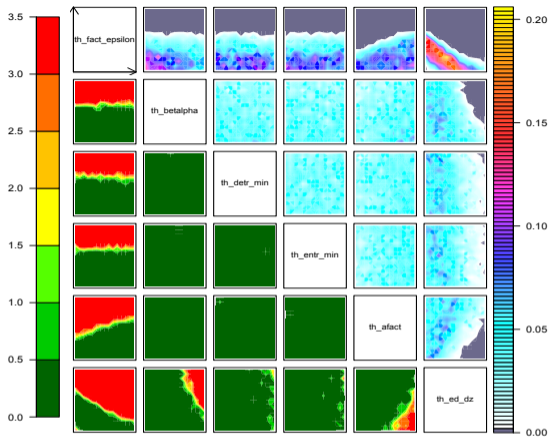 3.5
3.0
2.5
2.0
1.5
1.0
0.5
0.0
th_fact_epsilon
th_betalpha
th_detr_min
th_entr_min
th_afact
th_ed_dz
0.20
0.15
0.10
0.05
0.00